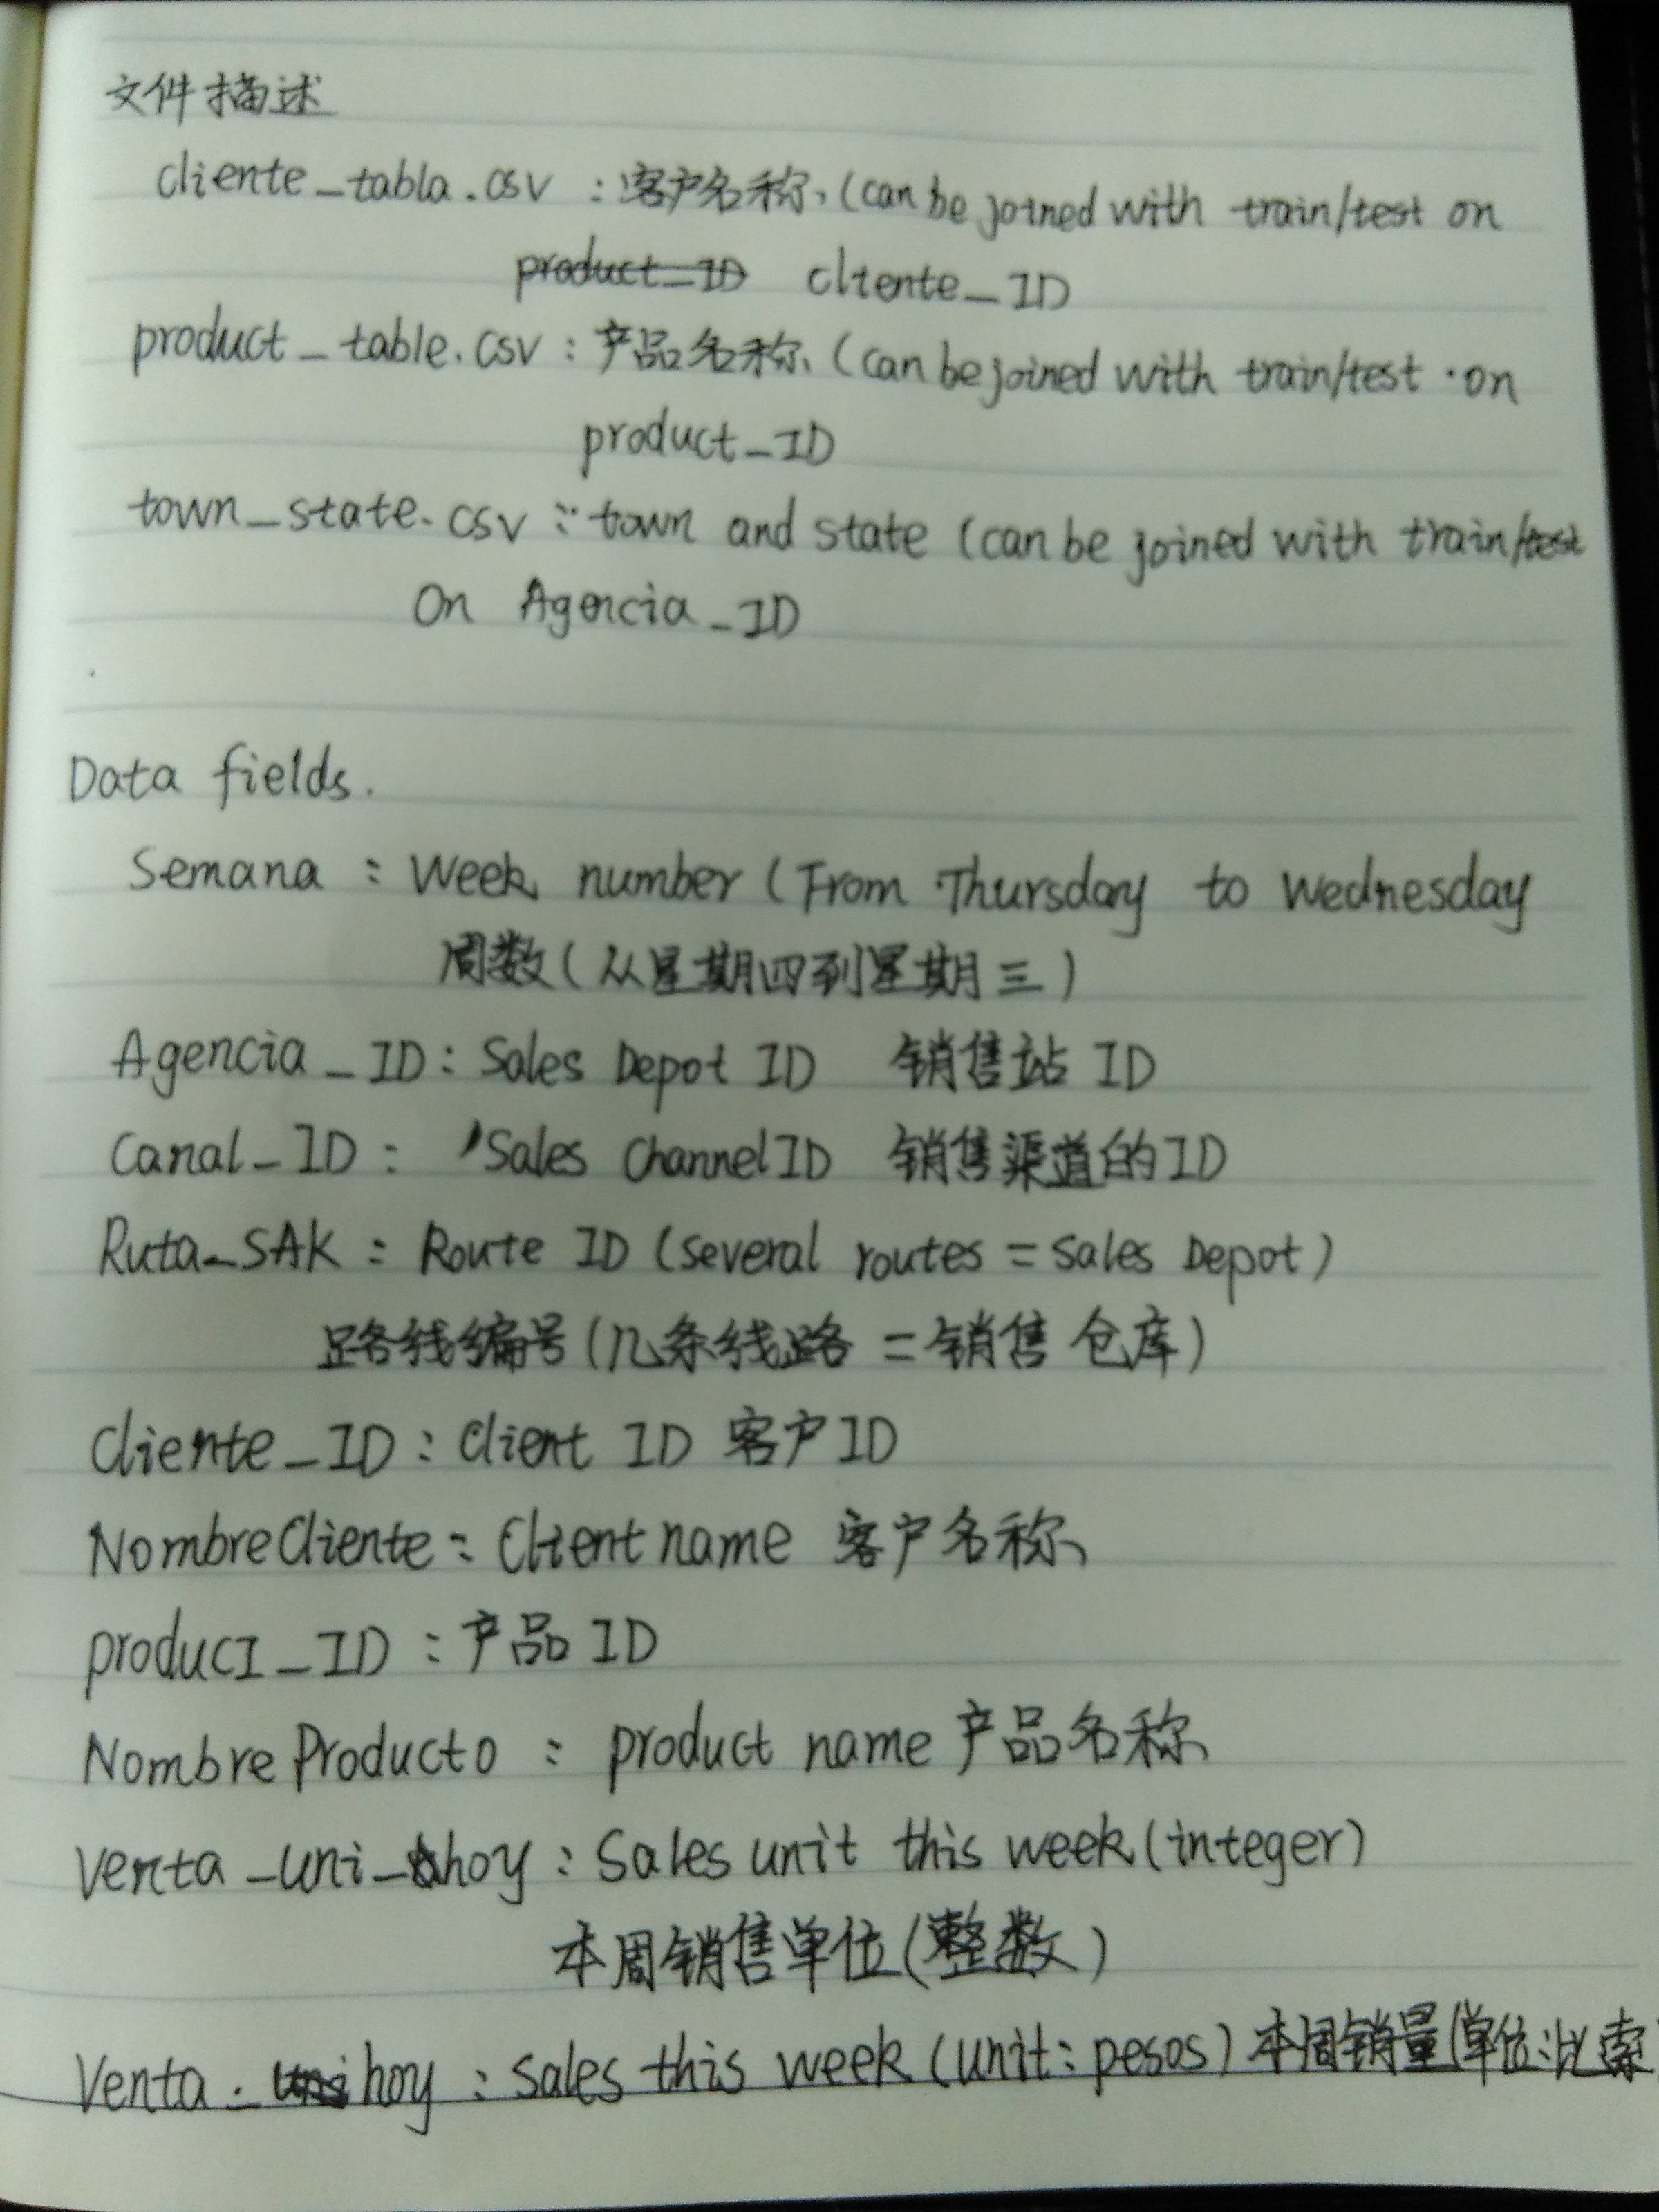 文件描述
cliente_tabla.csv : 客户名称 (can be joined with train/test on
product_ID cliente_ID
product_table.csv : 产品名称 (can be joined with train/test on
product_ID
town_state.csv : town and state (can be joined with train/test
on Agencia_ID
Data fields.
Semana : Week number (From Thursday to Wednesday
周数(从星期四到星期三)
Agencia_ID : Sales Depot ID 销售站 ID
Canal_ID : Sales Channel ID 销售渠道的ID
Ruta_SAK : Route ID (several routes = Sales Depot)
路线编号(几条线路 = 销售 仓库)
Cliente_ID : Client ID 客户ID
NombreCliente : Client name 客户名称
producI_ID : 产品 ID
NombreProducto : product name 产品名称
Venta_uni_hoy : Sales unit this week (integer)
本周销售单位(整数)
Venta_hoy : sales this week (unit: pesos) 本周销量(单位:比索)